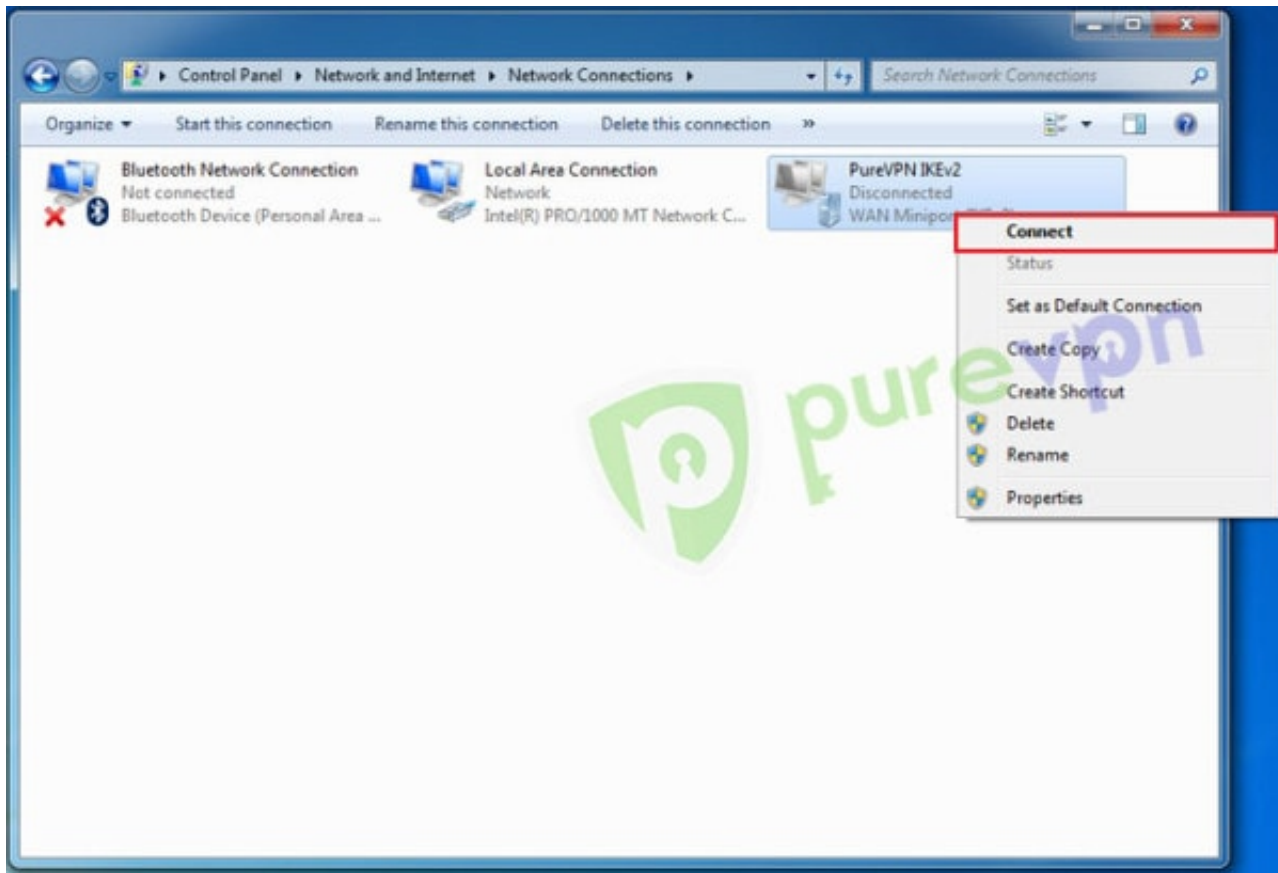 Control Panel Network and Internet Network Connections
Search Network Connections
Organize Start this connection Rename this connection Delete this connection »
Bluetooth Network Connection
Not connected
Bluetooth Device (Personal Area ...
Local Area Connection
Network
Intel(R) PRO/1000 MT Network C...
PureVPN IKEv2
Disconnected
WAN Minipor
Connect
Status
Set as Default Connection
Create Copy
Create Shortcut
Delete
Rename
Properties
purevpn